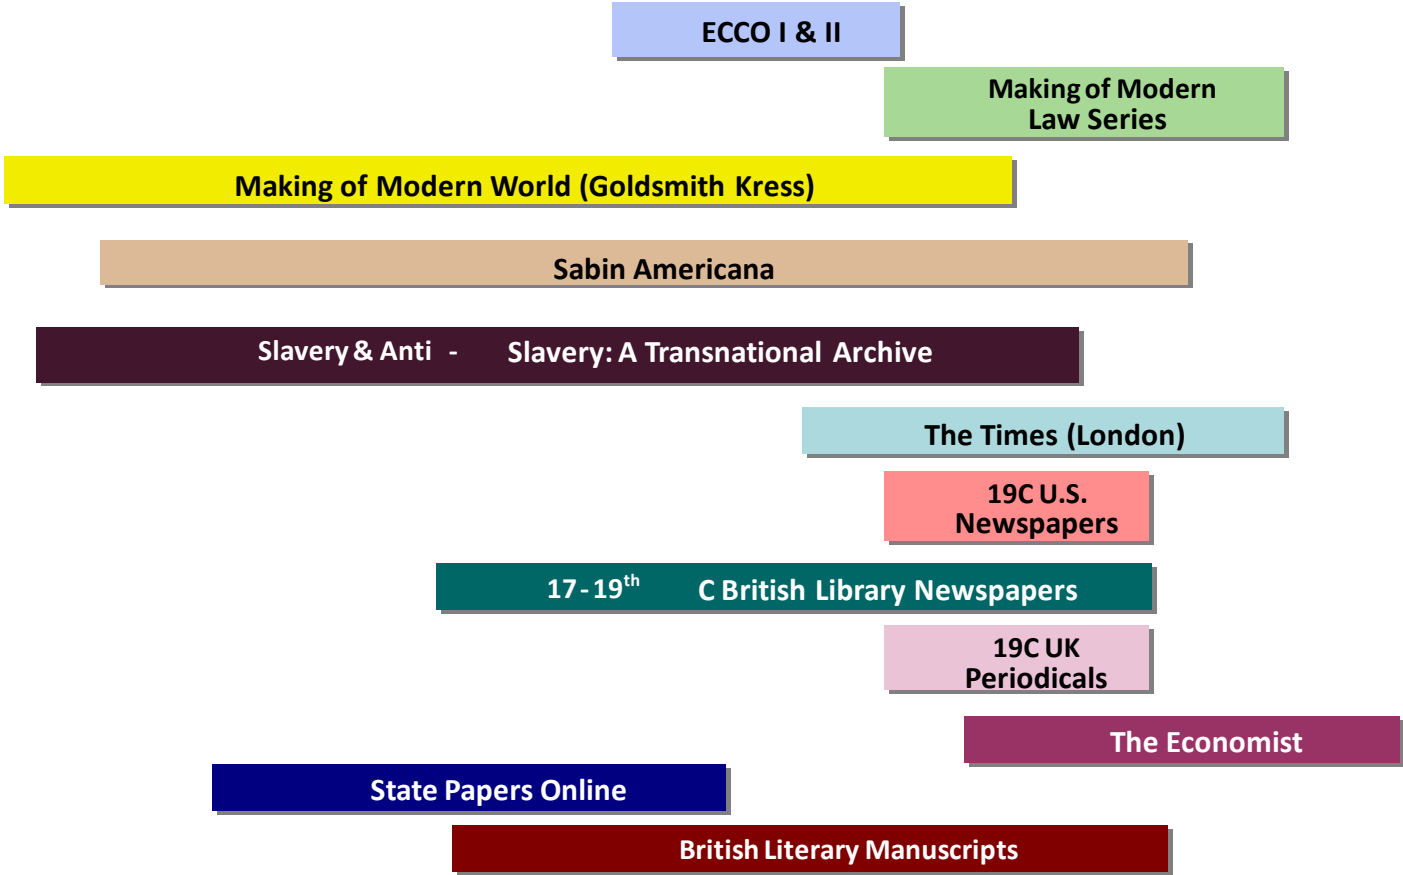 ECCO I & II
Making of Modern
Law Series
Making of Modern World (Goldsmith Kress)
Sabin Americana
Slavery & Anti - Slavery: A Transnational Archive
The Times (London)
19C U.S.
Newspapers
17-19th C British Library Newspapers
19C UK
Periodicals
The Economist
State Papers Online
British Literary Manuscripts